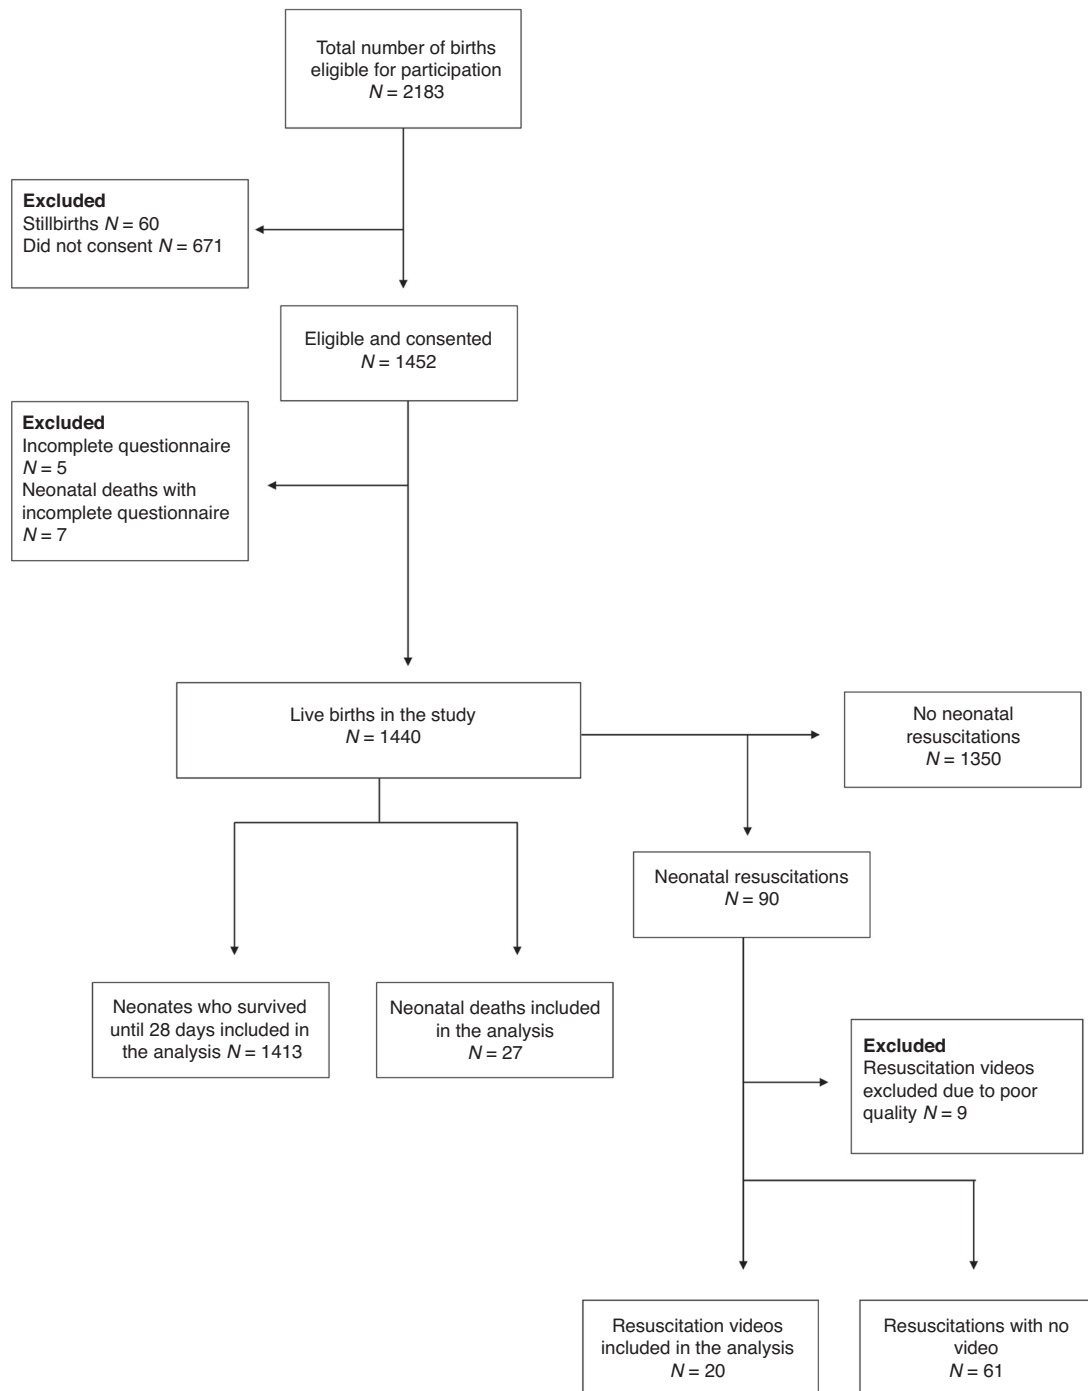 Total number of births
eligible for participation
N = 2183
Excluded
Stillbirths N = 60
Did not consent N = 671
Eligible and consented
N = 1452
Excluded
Incomplete questionnaire
N = 5
Neonatal deaths with
incomplete questionnaire
N = 7
Live births in the study
N = 1440
No neonatal
resuscitations
N = 1350
Neonatal resuscitations
N = 90
Neonates who survived
until 28 days included in
the analysis N = 1413
Neonatal deaths included
in the analysis
N = 27
Excluded
Resuscitation videos
excluded due to poor
quality N = 9
Resuscitation videos
included in the analysis
N = 20
Resuscitations with no
video
N = 61